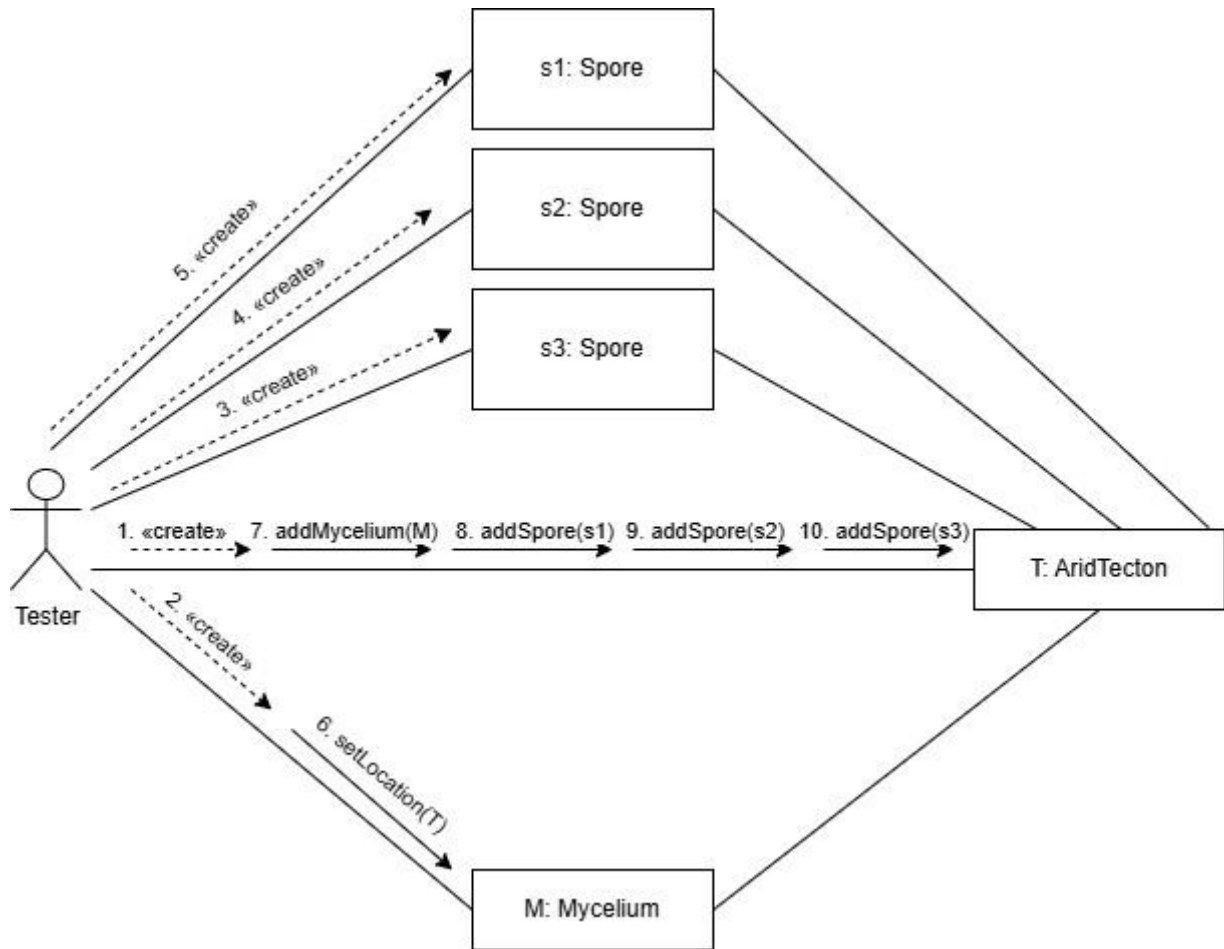 s1: Spore
s2: Spore
s3: Spore
5. «create»
4. «create»
3. «create»
1. «create»
7. addMycelium(M)
8. addSpore(s1)
9. addSpore(s2)
10. addSpore(s3)
T: AridTecton
Tester
2. «create»
6. setLocation(T)
M: Mycelium